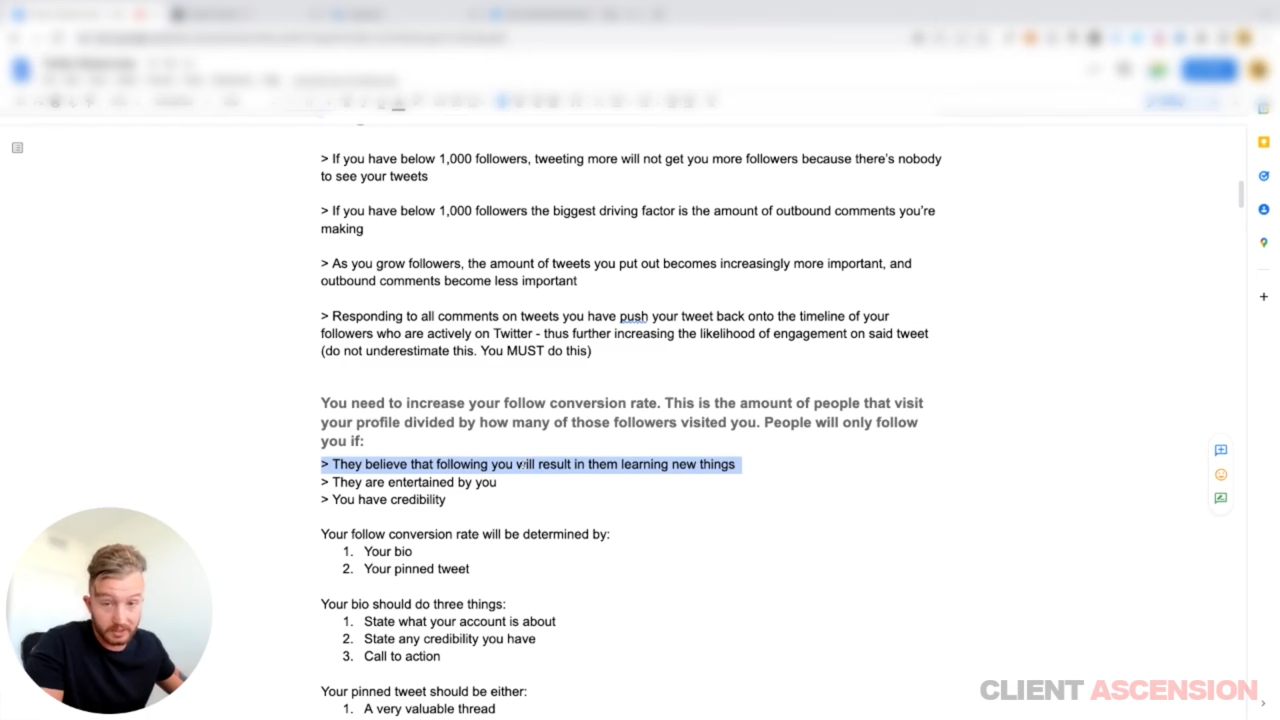 > If you have below 1,000 followers, tweeting more will not get you more followers because there's nobody
to see your tweets
> If you have below 1,000 followers the biggest driving factor is the amount of outbound comments you're
making
> As you grow followers, the amount of tweets you put out becomes increasingly more important, and
outbound comments become less important
> Responding to all comments on tweets you have push your tweet back onto the timeline of your
followers who are actively on Twitter - thus further increasing the likelihood of engagement on said tweet
(do not underestimate this. You MUST do this)
You need to increase your follow conversion rate. This is the amount of people that visit
your profile divided by how many of those followers visited you. People will only follow
you if:
> They believe that following you will result in them learning new things
> They are entertained by you
> You have credibility
Your follow conversion rate will be determined by:
1. Your bio
2. Your pinned tweet
Your bio should do three things:
1. State what your account is about
2. State any credibility you have
3. Call to action
Your pinned tweet should be either:
1. A very valuable thread
CLIENT ASCENSION